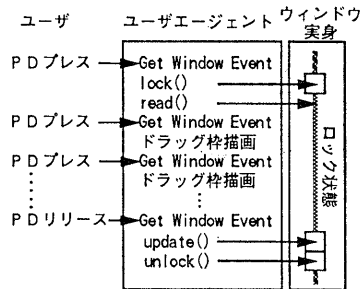 ユーザ
ユーザエージェント
ウィンドウ
実身
PDプレス
Get Window Event
lock()
read()
PDプレス
Get Window Event
ドラッグ枠描画
PDプレス
Get Window Event
ドラッグ枠描画
⋮
⋮
PDリリース
Get Window Event
update()
unlock()
ロック状態